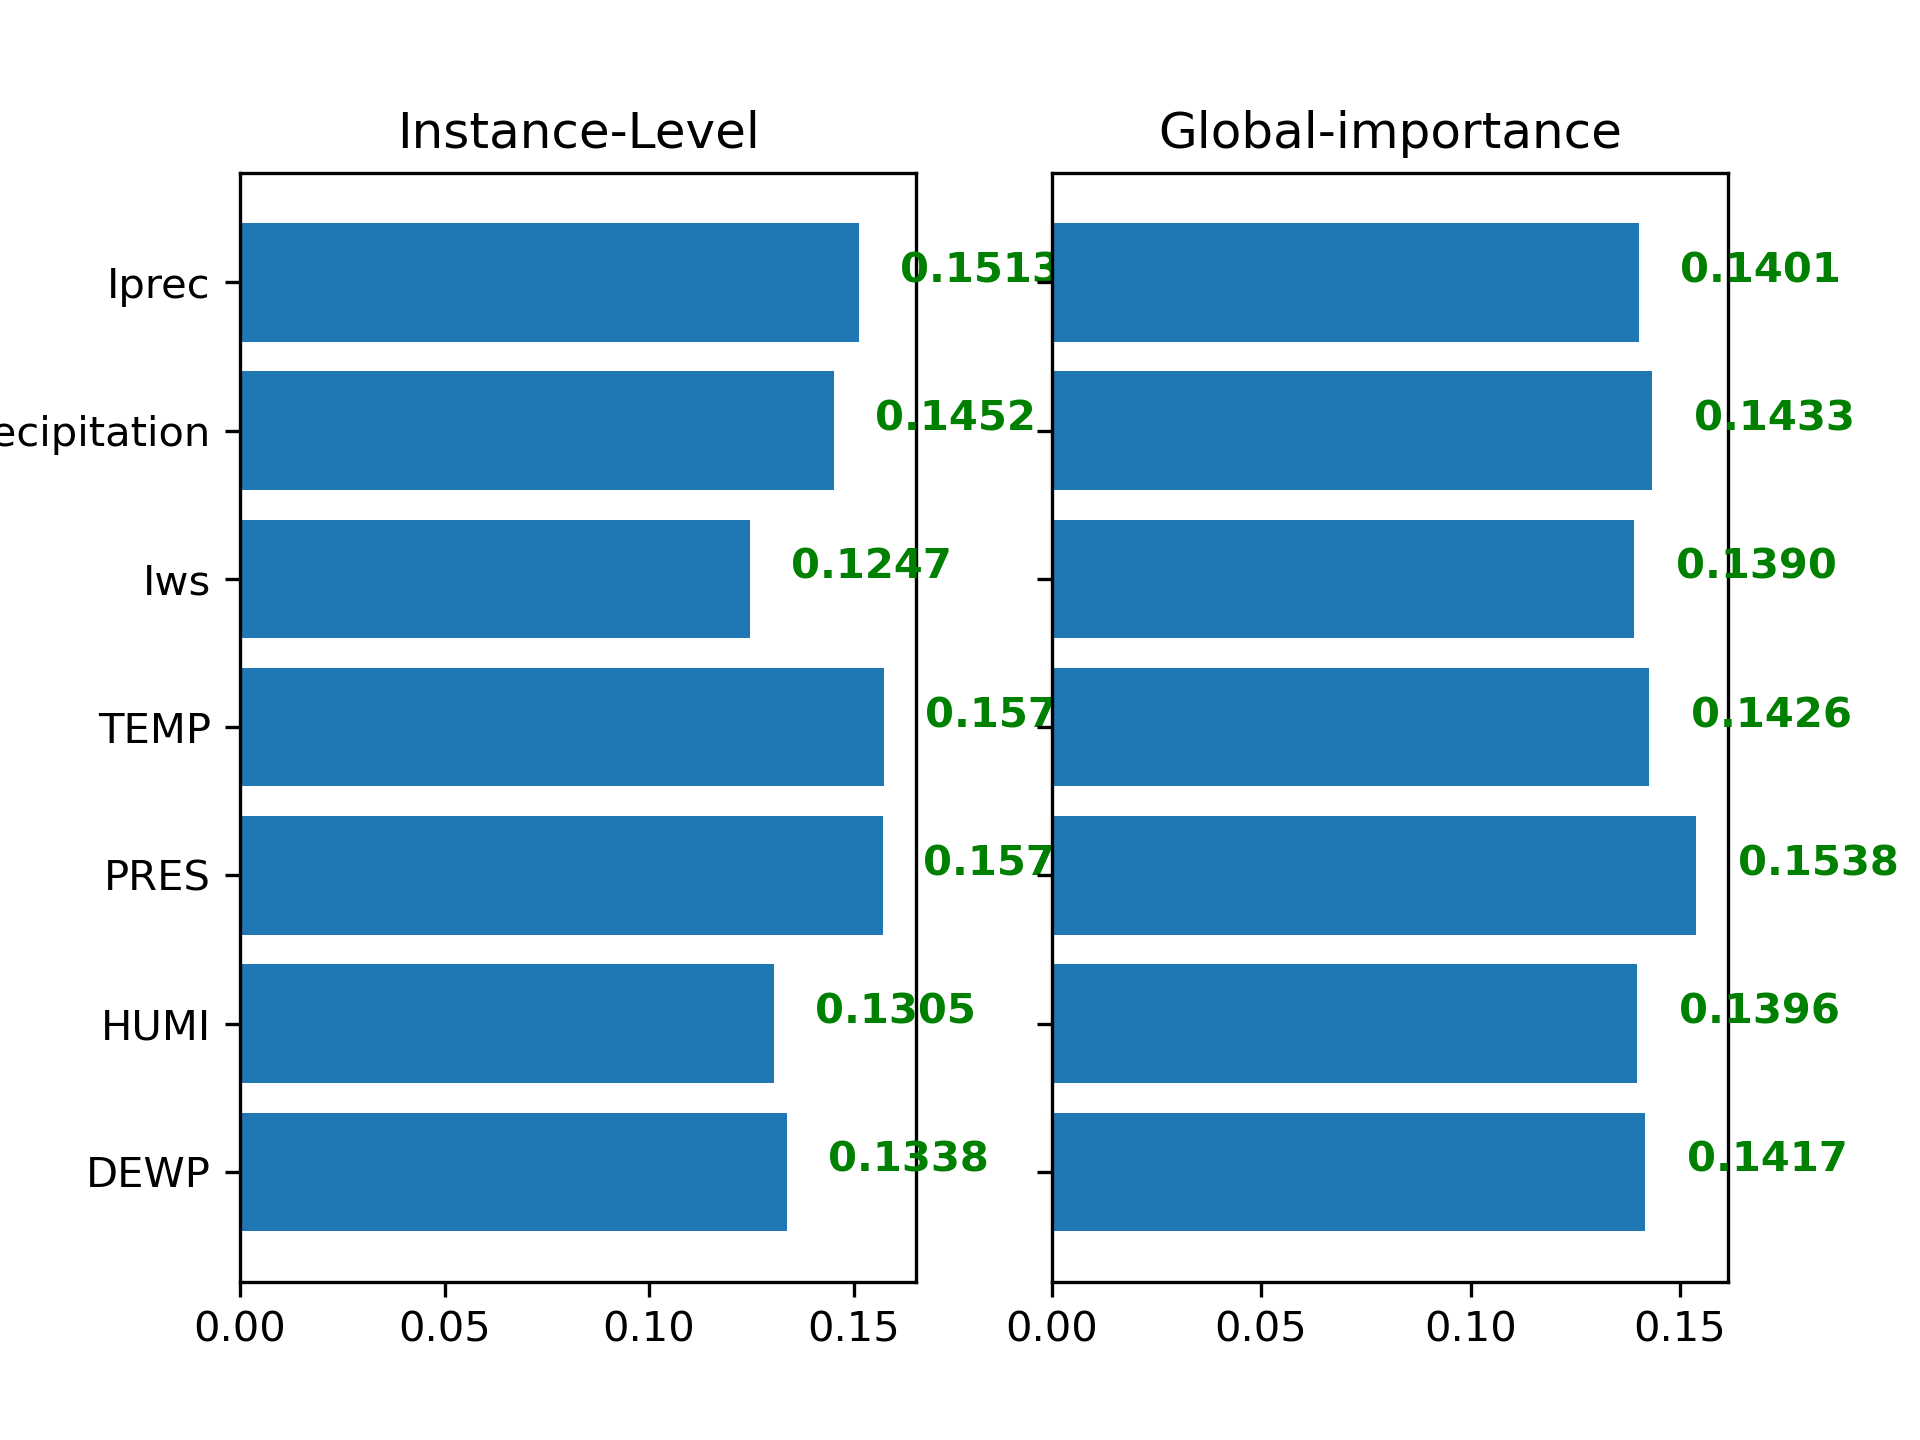 Instance-Level
Global-importance
Iprec
0.1513
0.1401
ecipitation
0.1452
0.1433
Iws
0.1247
0.1390
TEMP
0.157
0.1426
PRES
0.157
0.1538
HUMI
0.1305
0.1396
DEWP
0.1338
0.1417
0.00 0.05 0.10 0.15
0.00 0.05 0.10 0.15